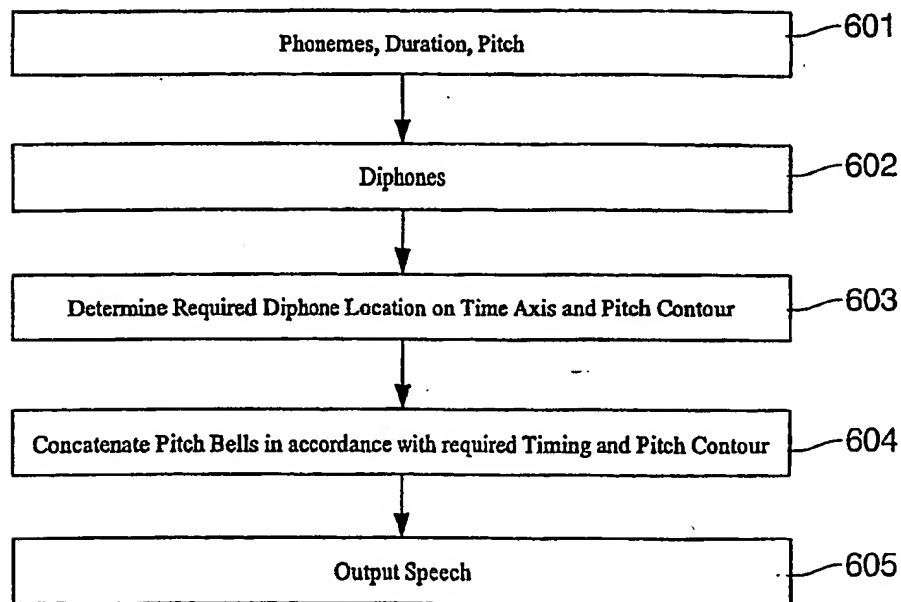 Phonemes, Duration, Pitch
601
Diphones
602
Determine Required Diphone Location on Time Axis and Pitch Contour
603
Concatenate Pitch Bells in accordance with required Timing and Pitch Contour
604
Output Speech
605